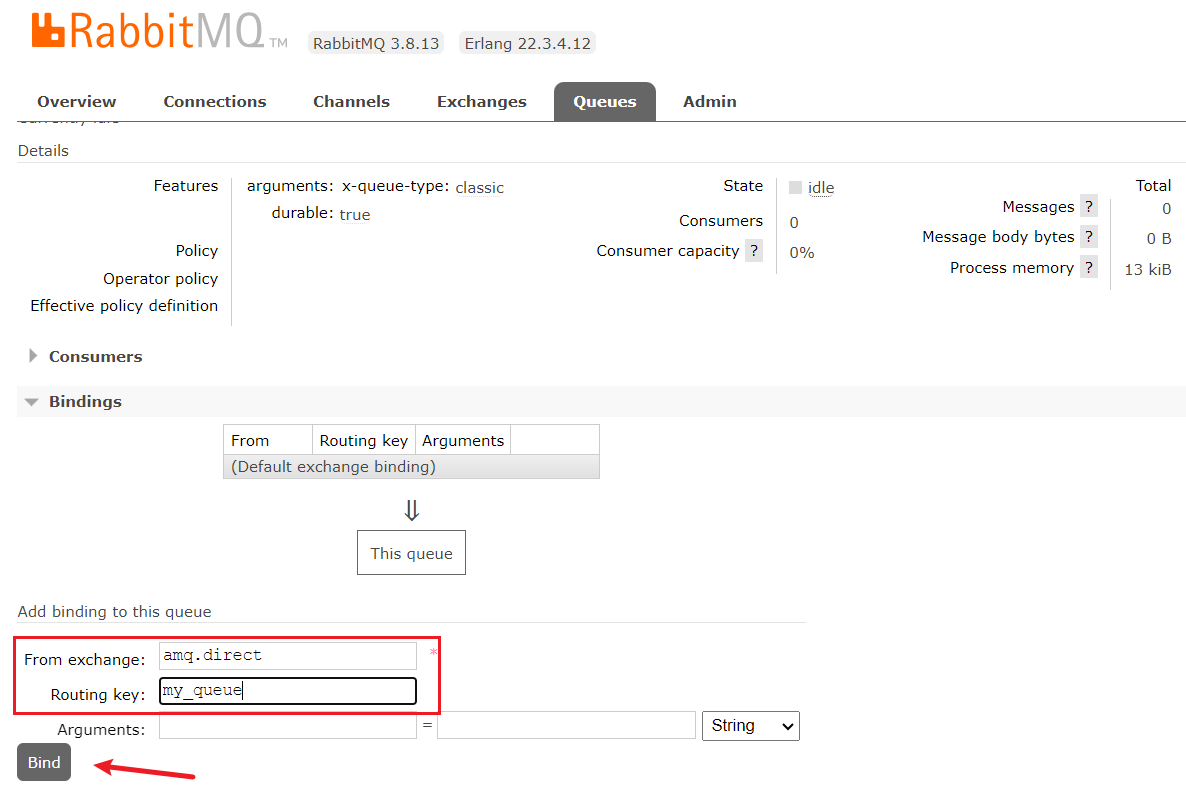 RabbitMQ TM RabbitMQ 3.8.13 Erlang 22.3.4.12
Overview Connections Channels Exchanges Queues Admin
Details
Features arguments: x-queue-type: classic
durable: true
Policy
Operator policy
Effective policy definition
State idle
Consumers 0
Consumer capacity ? 0%
Total
Messages ? 0
Message body bytes ? 0 B
Process memory ? 13 kiB
Consumers
Bindings
From Routing key Arguments
(Default exchange binding)
⇓
This queue
Add binding to this queue
From exchange: amq.direct *
Routing key: my_queue
Arguments: = String
Bind